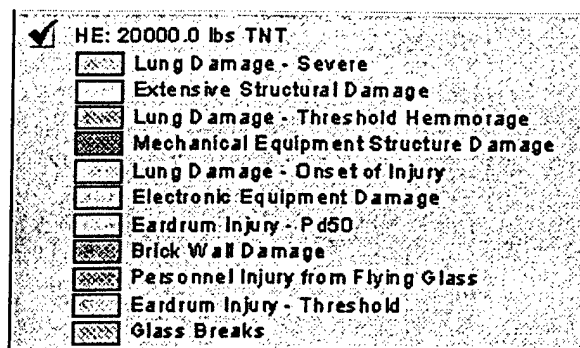 HE: 20000.0 lbs TNT
Lung Damage - Severe
Extensive Structural Damage
Lung Damage - Threshold Hemmorage
Mechanical Equipment Structure Damage
Lung Damage - Onset of Injury
Electronic Equipment Damage
Eardrum Injury - Pd50
Brick Wall Damage
Personnel Injury from Flying Glass
Eardrum Injury - Threshold
Glass Breaks